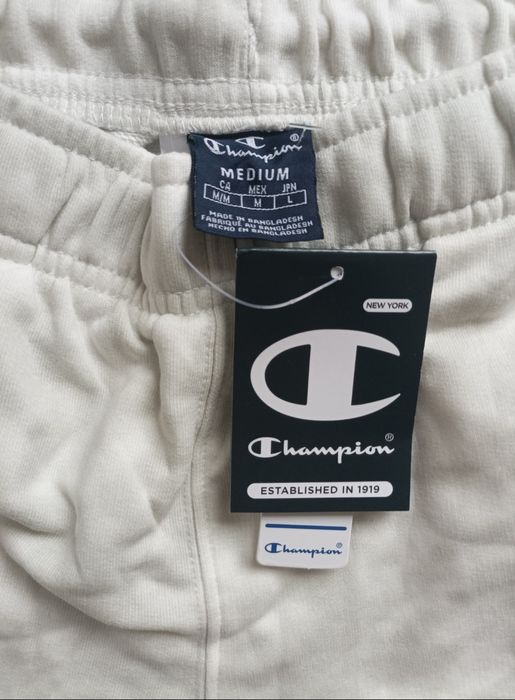 Champion®
MEDIUM
CA MEX JPN
M/M M L
MADE IN BANGLADESH
FABRIQUÉ AU BANGLADESH
HECHO EN BANGLADESH
NEW YORK
Champion®
ESTABLISHED IN 1919
Champion®